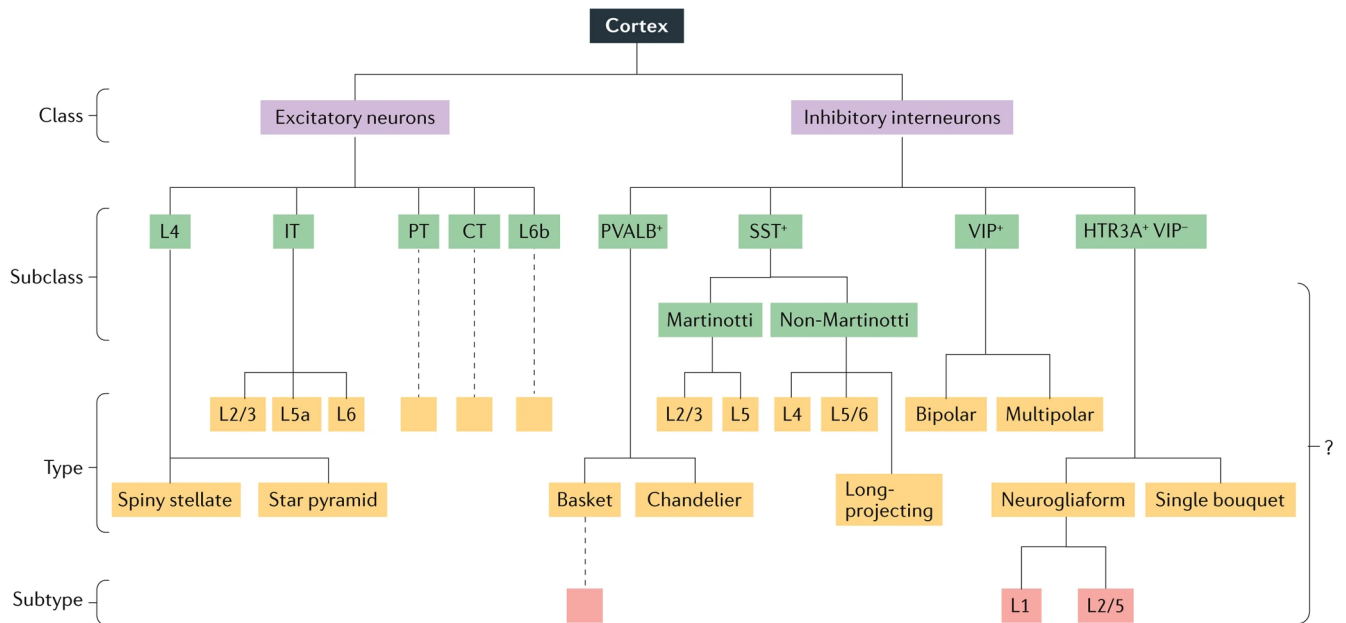 Cortex
Class
Excitatory neurons
Inhibitory interneurons
Subclass
L4
IT
PT
CT
L6b
PVALB⁺
SST⁺
VIP⁺
HTR3A⁺ VIP⁻
Martinotti
Non-Martinotti
Type
L2/3
L5a
L6
L2/3
L5
L4
L5/6
Bipolar
Multipolar
?
Spiny stellate
Star pyramid
Basket
Chandelier
Long-
projecting
Neurogliaform
Single bouquet
Subtype
L1
L2/5